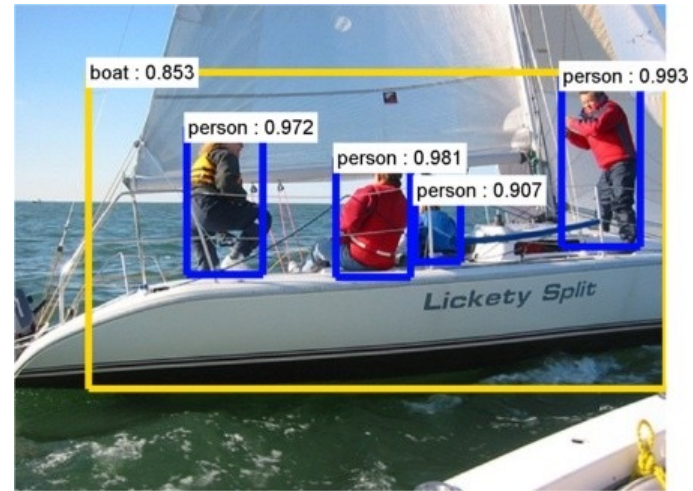 boat : 0.853
person : 0.993
person : 0.972
person : 0.981
person : 0.907
Lickety Split